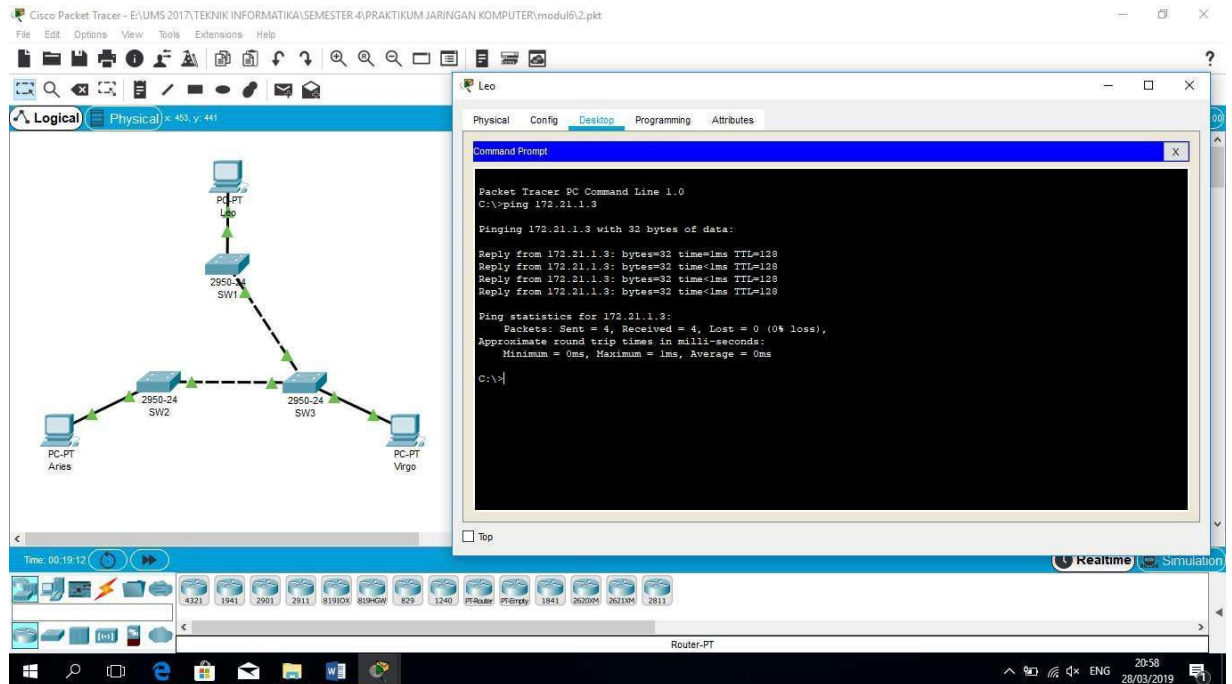 Cisco Packet Tracer - E:\UMS 2017\TEKNIK INFORMATIKA\SEMESTER 4\PRAKTIKUM JARINGAN KOMPUTER\modul6\2.pkt
File Edit Options View Tools Extensions Help
Logical Physical x: 453, y: 441
PC-PT
Leo
2950-24
SW1
2950-24
SW2
2950-24
SW3
PC-PT
Aries
PC-PT
Virgo
Leo
Physical Config Desktop Programming Attributes
Command Prompt X
Packet Tracer PC Command Line 1.0
C:\>ping 172.21.1.3
Pinging 172.21.1.3 with 32 bytes of data:
Reply from 172.21.1.3: bytes=32 time=1ms TTL=128
Reply from 172.21.1.3: bytes=32 time<1ms TTL=128
Reply from 172.21.1.3: bytes=32 time<1ms TTL=128
Reply from 172.21.1.3: bytes=32 time<1ms TTL=128
Ping statistics for 172.21.1.3:
Packets: Sent = 4, Received = 4, Lost = 0 (0% loss),
Approximate round trip times in milli-seconds:
Minimum = 0ms, Maximum = 1ms, Average = 0ms
C:\>
Top
Time: 00:19:12 Realtime Simulation
4321 1941 2901 2911 819IOX 819HGW 829 1240 PT-Router PT-Empty 1841 2620XM 2621XM 2811
Router-PT
ENG 20:58
28/03/2019